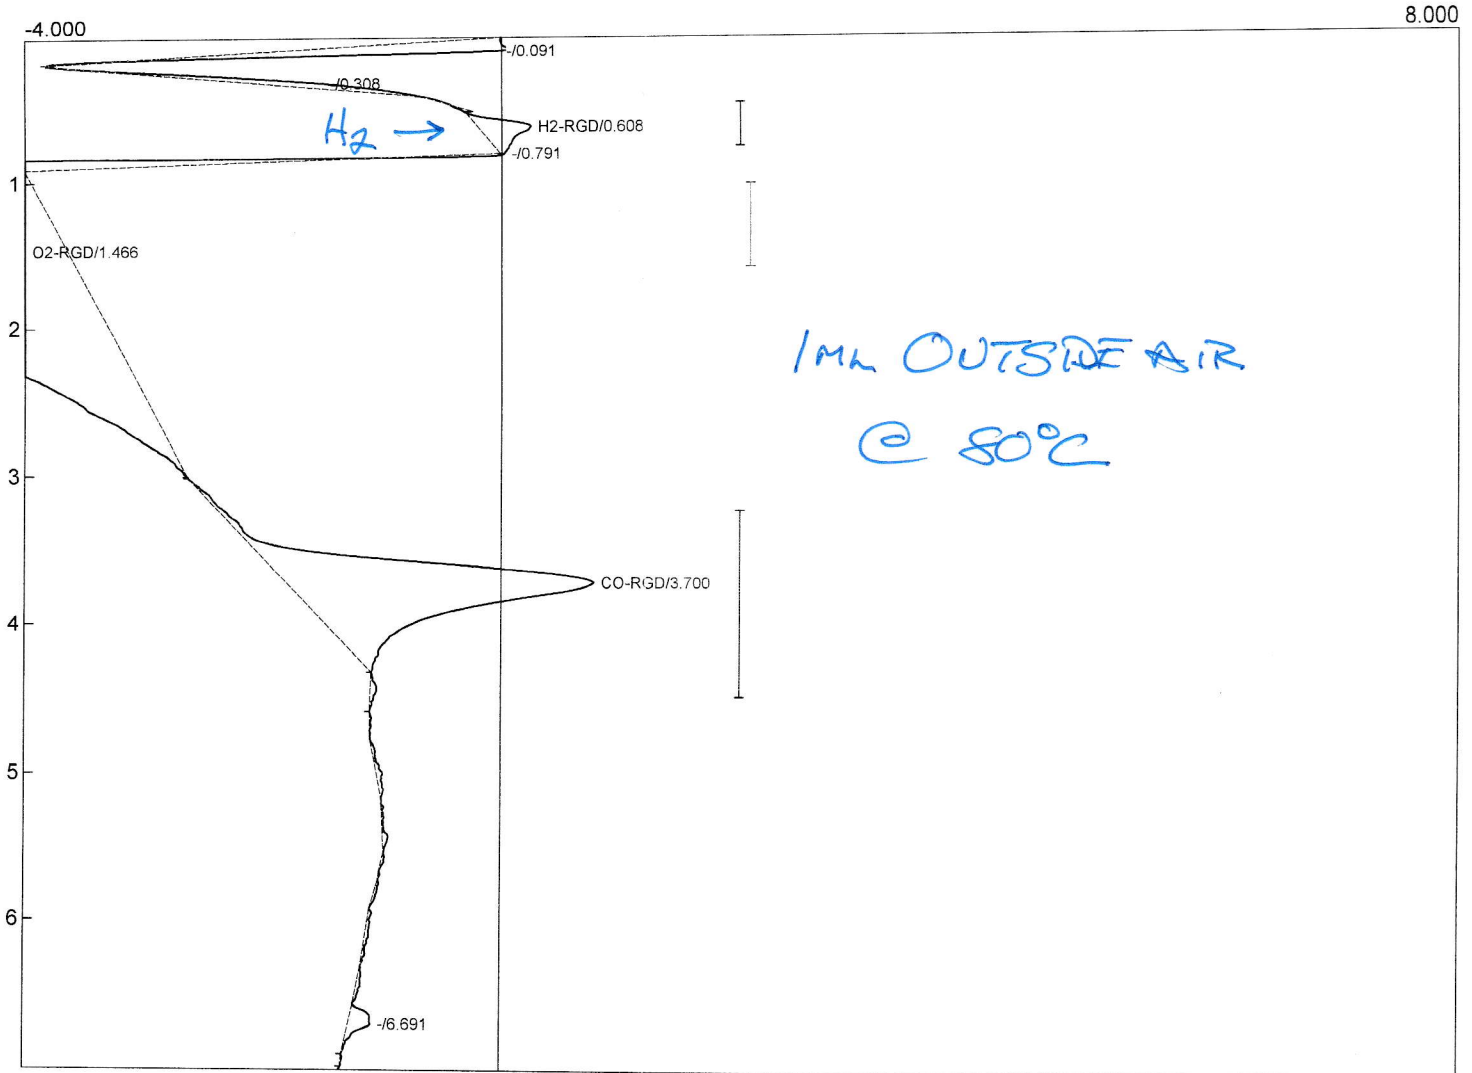 -4.000
8.000
-/0.091
-/0.308
H2 →
H2-RGD/0.608
-/0.791
1
O2-RGD/1.466
2
1mL OUTSIDE AIR
@ 80°C
3
CO-RGD/3.700
4
5
6
-/6.691